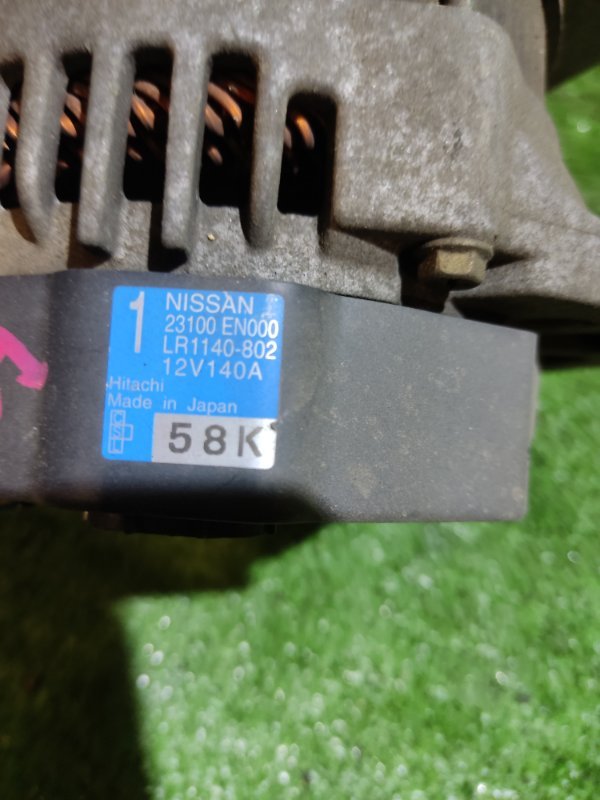 1
NISSAN
23100 EN000
LR1140-802
12V140A
Hitachi
Made in Japan
58K